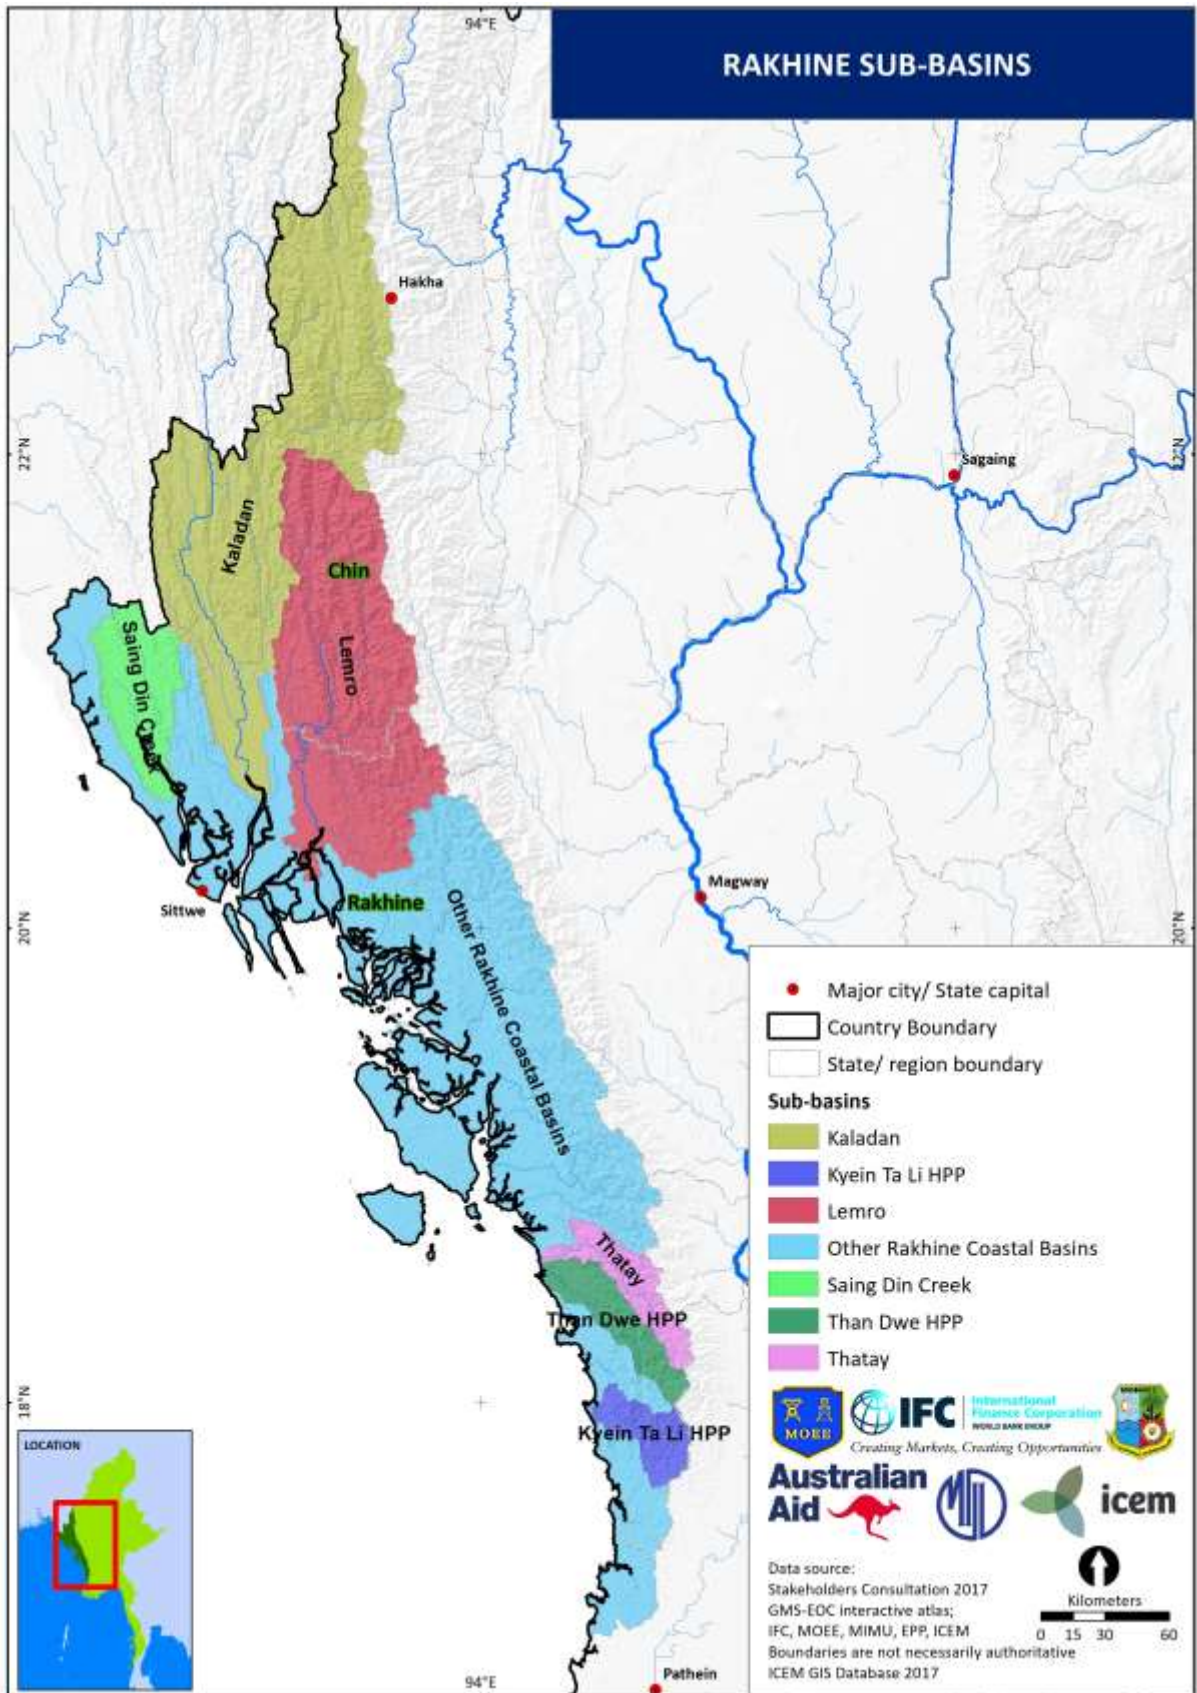 94°E
RAKHINE SUB-BASINS
Hakha
22°N
22°N
Sagaing
Kaladan
Chin
Saing Din Creek
Lemro
Magway
Sittwe
Rakhine
20°N
20°N
Other Rakhine Coastal Basins
Thatay
Than Dwe HPP
18°N
Kyein Ta Li HPP
Major city/ State capital
Country Boundary
State/ region boundary
Sub-basins
Kaladan
Kyein Ta Li HPP
Lemro
Other Rakhine Coastal Basins
Saing Din Creek
Than Dwe HPP
Thatay
MOEE
IFC
International
Finance Corporation
WORLD BANK GROUP
Creating Markets, Creating Opportunities
Australian
Aid
icem
LOCATION
Data source:
Stakeholders Consultation 2017
GMS-EOC interactive atlas;
IFC, MOEE, MIMU, EPP, ICEM
Boundaries are not necessarily authoritative
ICEM GIS Database 2017
Kilometers
0 15 30 60
94°E
Pathein